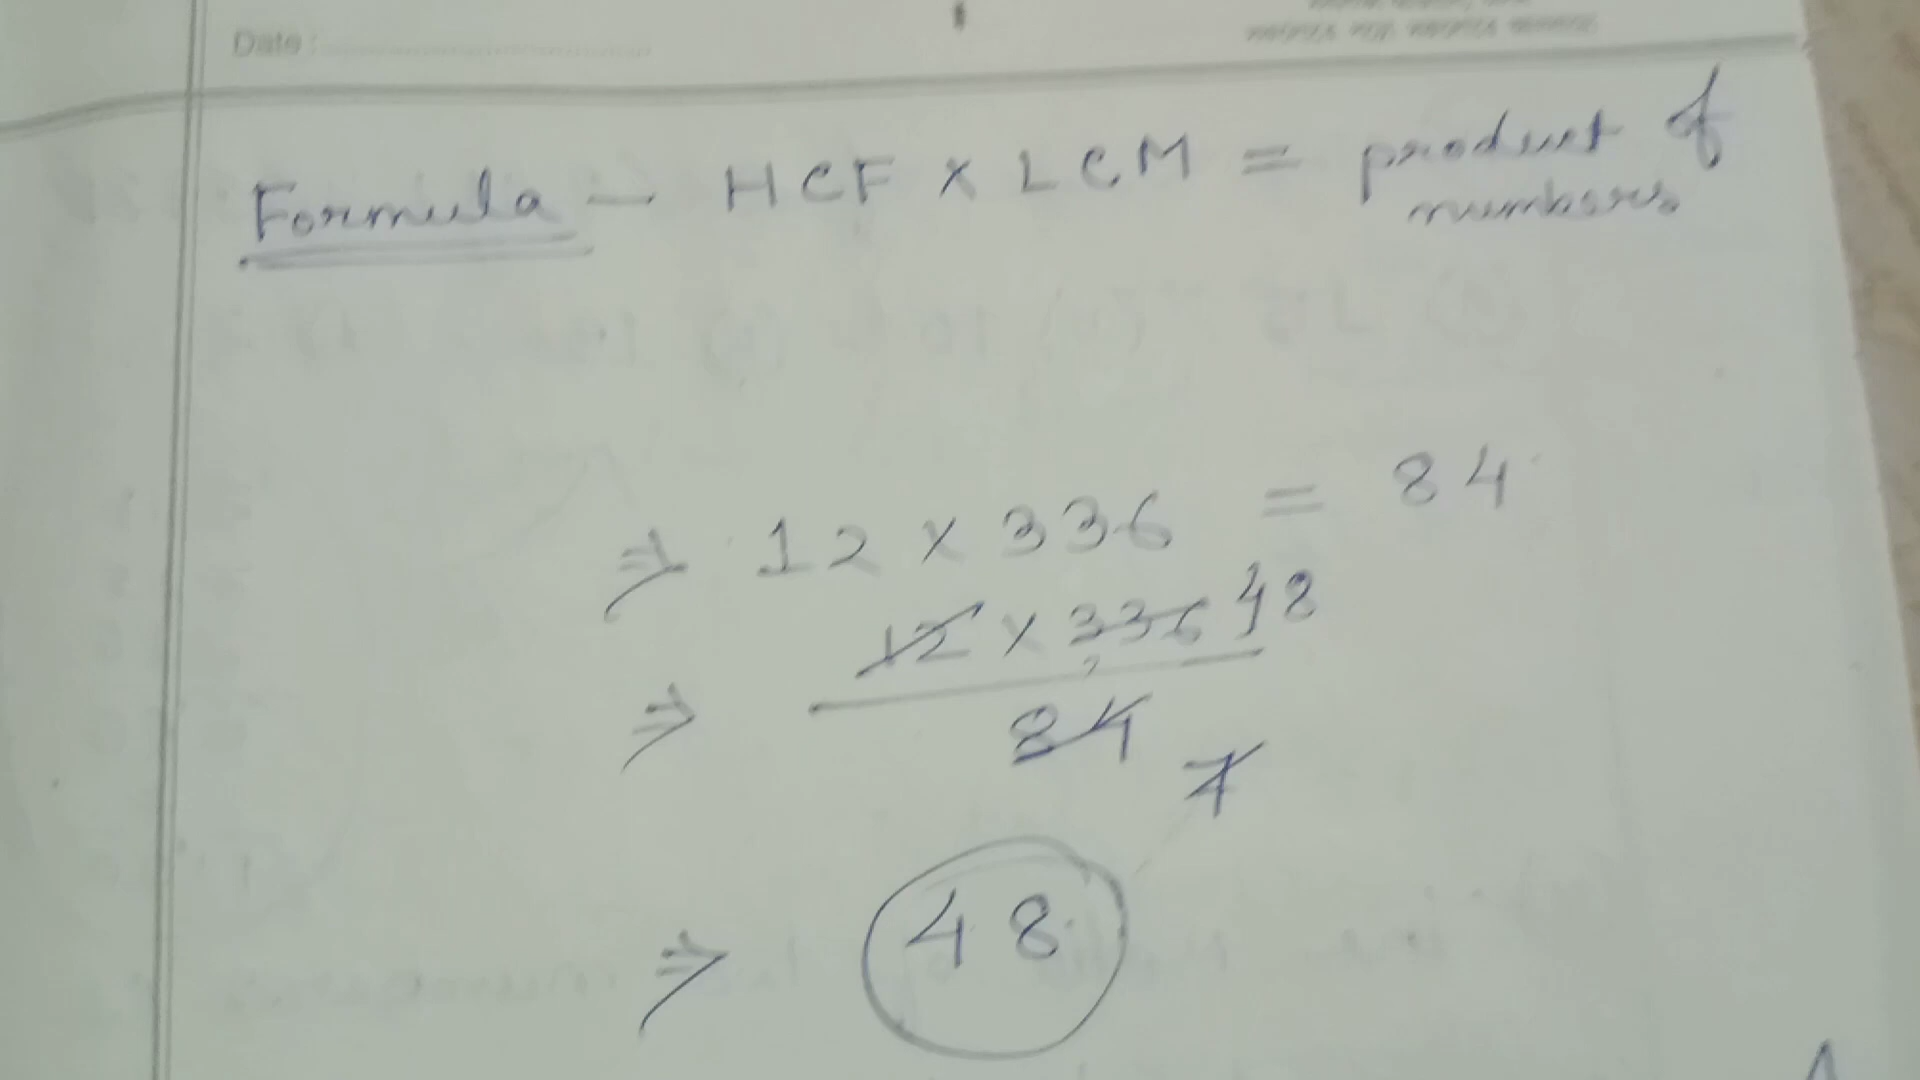 Date :
Formula — HCF × LCM = product of
numbers.
⇒ 12 × 336 = 84
12 × 336 48
⇒
84
7
⇒ 48